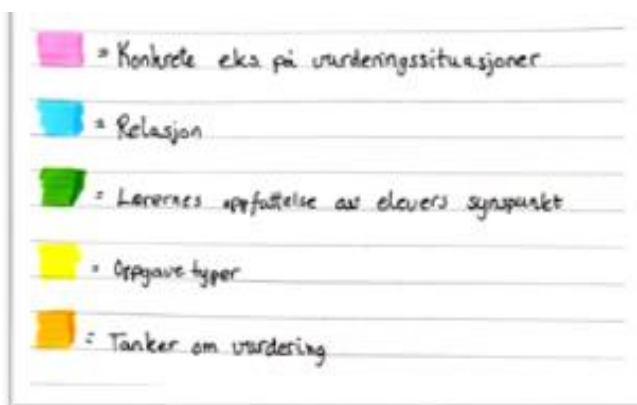 = Konkrete eks. på vurderingssituasjoner
= Relasjon
= Lærernes oppfattelse av elevers synspunkt
= Oppgave typer
= Tanker om vurdering